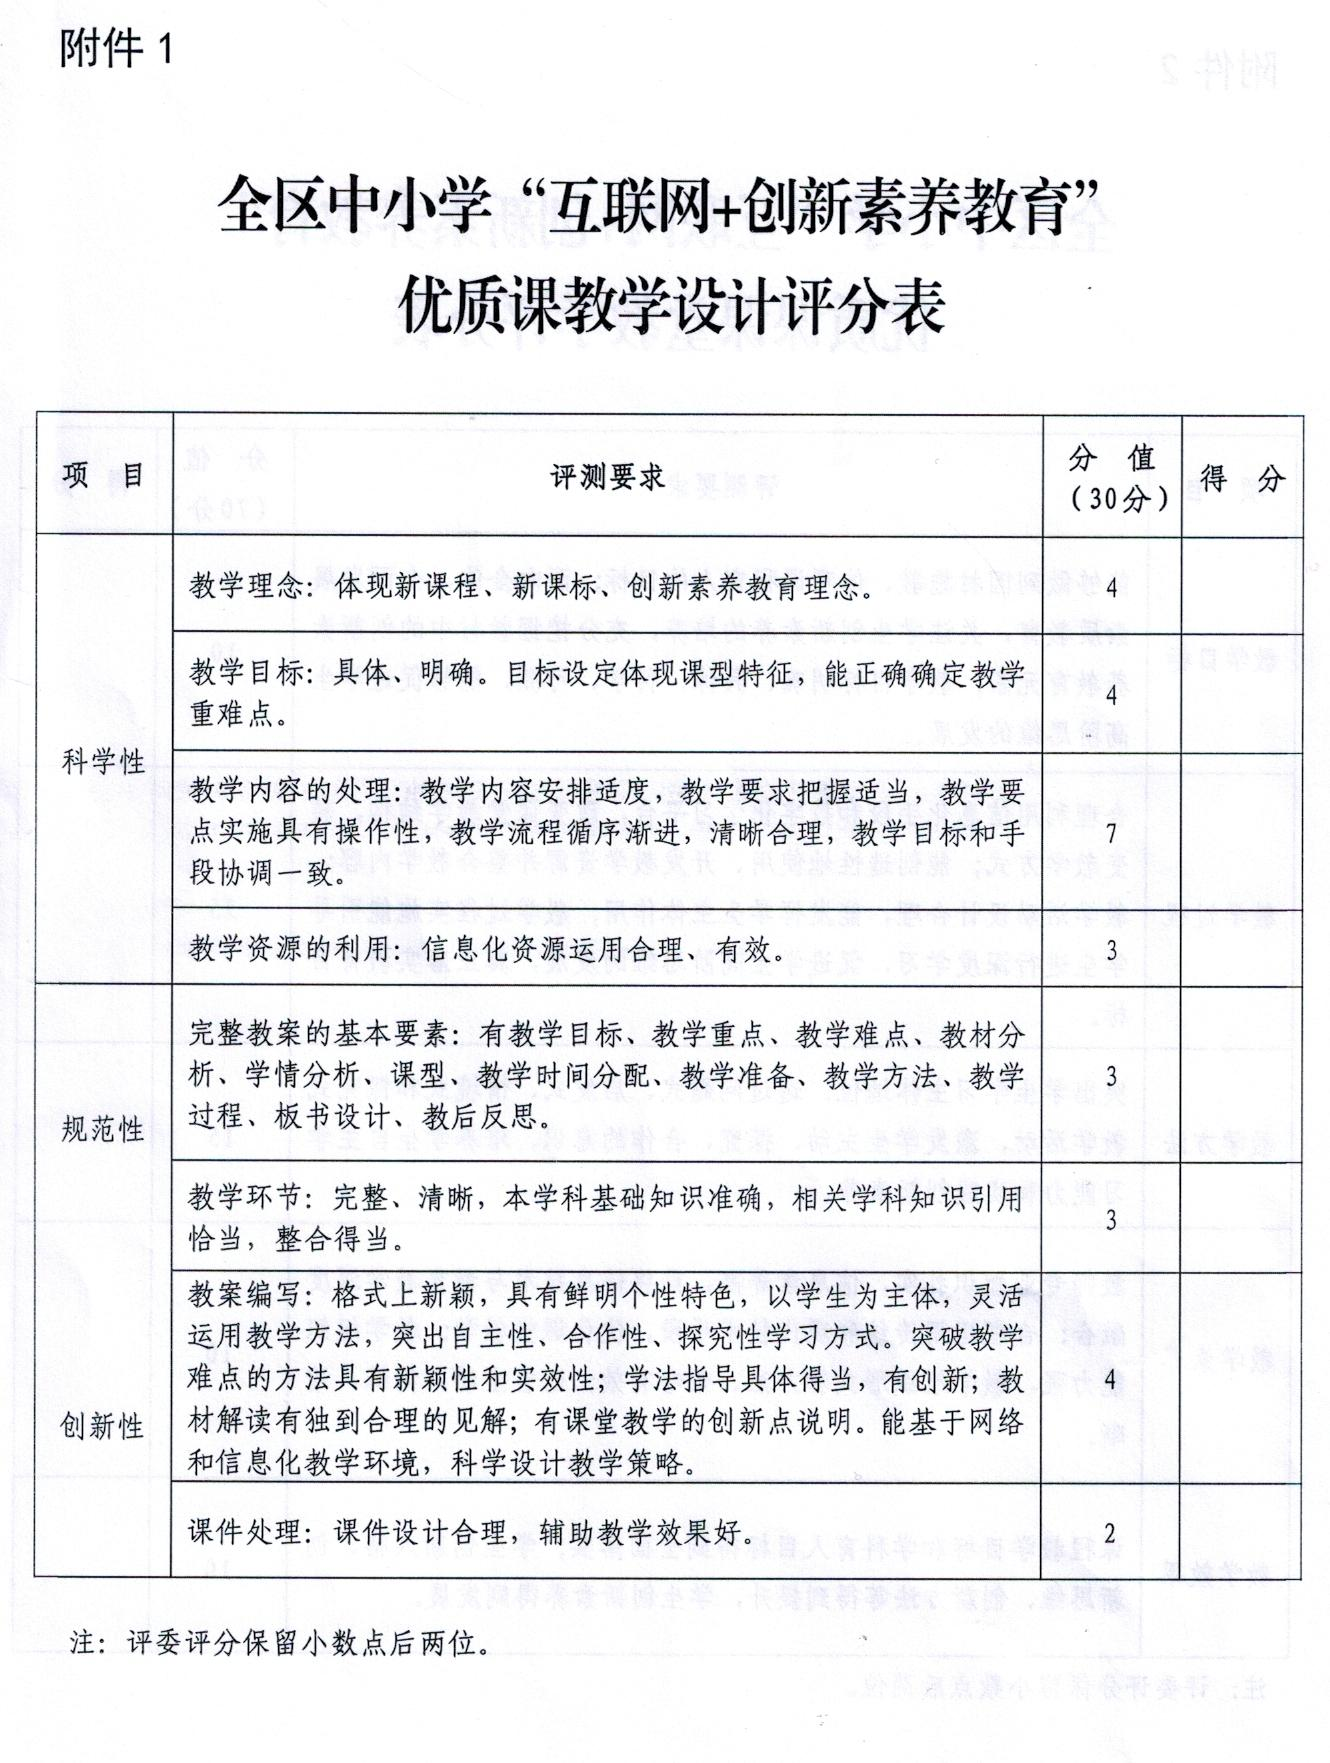 附件 1
全区中小学“互联网+创新素养教育”
优质课教学设计评分表
项 目
评测要求
分 值
（30分）
得 分
科学性
教学理念：体现新课程、新课标、创新素养教育理念。
4
教学目标：具体、明确。目标设定体现课型特征，能正确确定教学
重难点。
4
教学内容的处理：教学内容安排适度，教学要求把握适当，教学要
点实施具有操作性，教学流程循序渐进，清晰合理，教学目标和手
段协调一致。
7
教学资源的利用：信息化资源运用合理、有效。
3
规范性
完整教案的基本要素：有教学目标、教学重点、教学难点、教材分
析、学情分析、课型、教学时间分配、教学准备、教学方法、教学
过程、板书设计、教后反思。
3
教学环节：完整、清晰，本学科基础知识准确，相关学科知识引用
恰当，整合得当。
3
创新性
教案编写：格式上新颖，具有鲜明个性特色，以学生为主体，灵活
运用教学方法，突出自主性、合作性、探究性学习方式。突破教学
难点的方法具有新颖性和实效性；学法指导具体得当，有创新；教
材解读有独到合理的见解；有课堂教学的创新点说明。能基于网络
和信息化教学环境，科学设计教学策略。
4
课件处理：课件设计合理，辅助教学效果好。
2
注：评委评分保留小数点后两位。